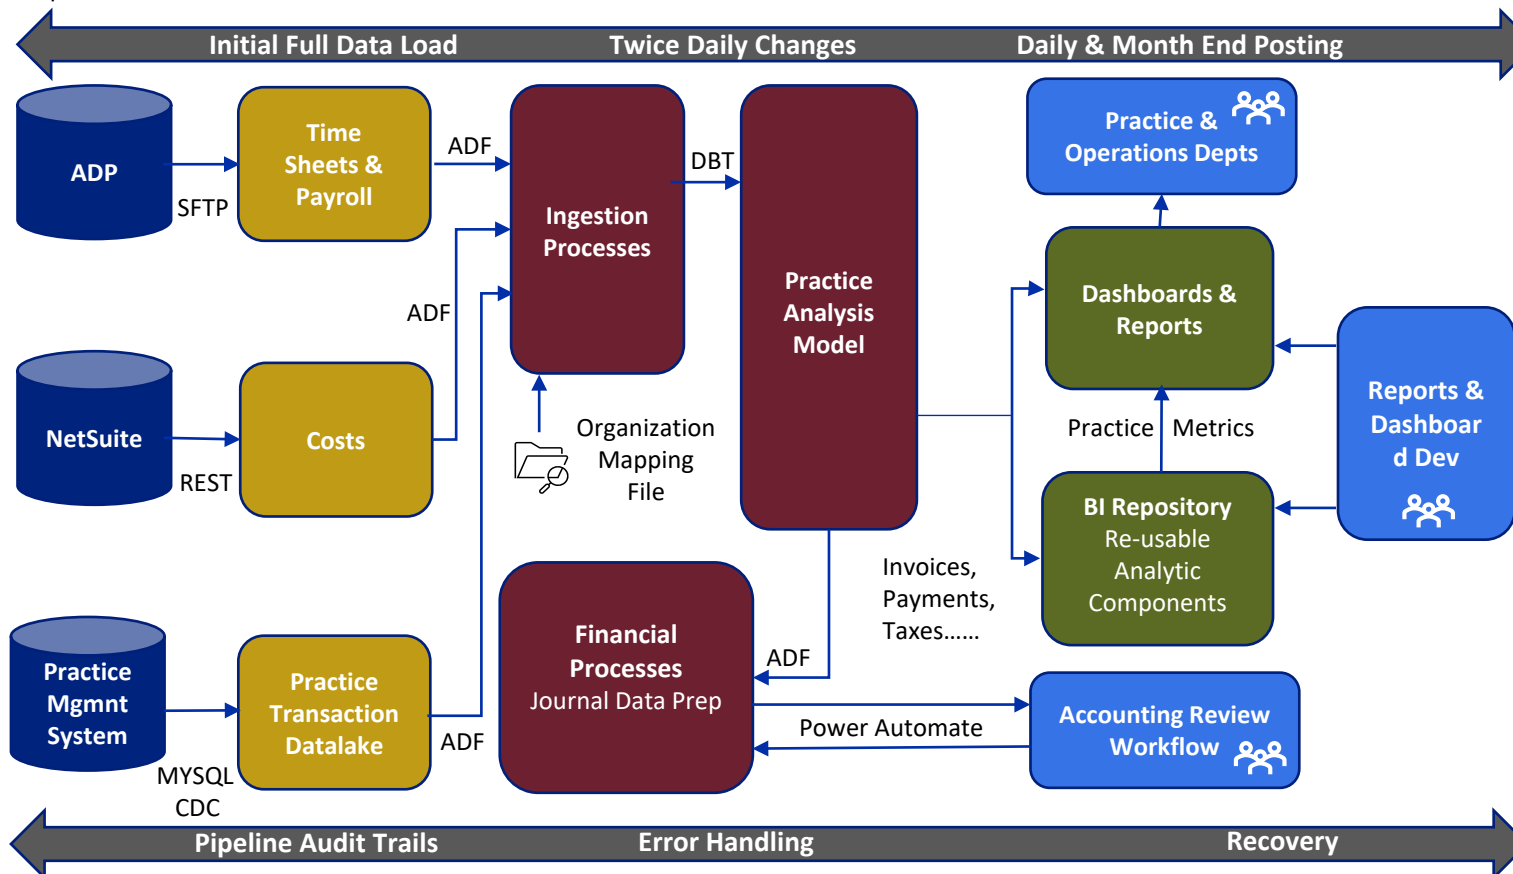 Initial Full Data Load
Twice Daily Changes
Daily & Month End Posting
ADP
SFTP
Time
Sheets &
Payroll
ADF
Ingestion
Processes
DBT
Practice
Analysis
Model
Practice &
Operations Depts
Dashboards &
Reports
Reports &
Dashboar
d Dev
Practice Metrics
BI Repository
Re-usable
Analytic
Components
NetSuite
REST
Costs
ADF
Organization
Mapping
File
Invoices,
Payments,
Taxes......
Practice
Mgmnt
System
MYSQL
CDC
Practice
Transaction
Datalake
ADF
Financial
Processes
Journal Data Prep
ADF
Power Automate
Accounting Review
Workflow
Pipeline Audit Trails
Error Handling
Recovery